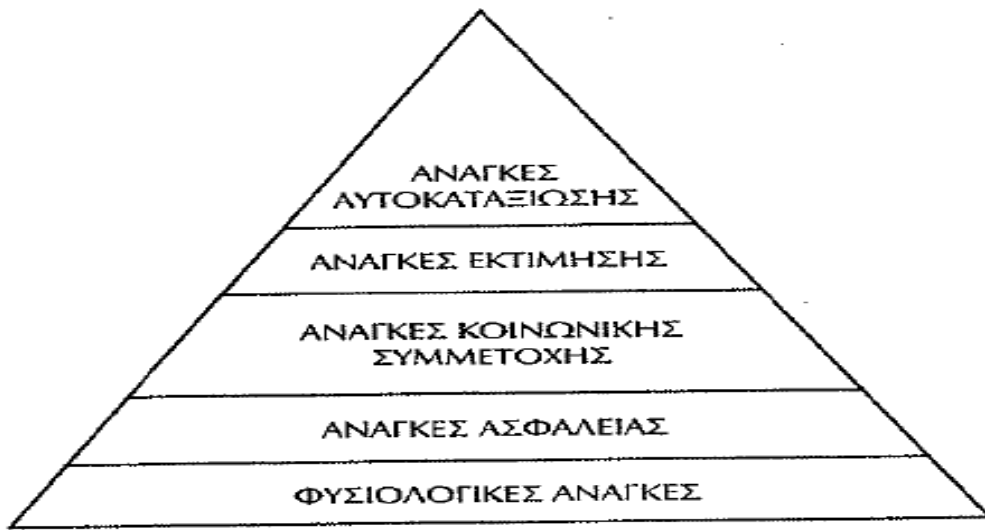 ΑΝΑΓΚΕΣ
ΑΥΤΟΚΑΤΑΞΙΩΣΗΣ
ΑΝΑΓΚΕΣ ΕΚΤΙΜΗΣΗΣ
ΑΝΑΓΚΕΣ ΚΟΙΝΩΝΙΚΗΣ
ΣΥΜΜΕΤΟΧΗΣ
ΑΝΑΓΚΕΣ ΑΣΦΑΛΕΙΑΣ
ΦΥΣΙΟΛΟΓΙΚΕΣ ΑΝΑΓΚΕΣ